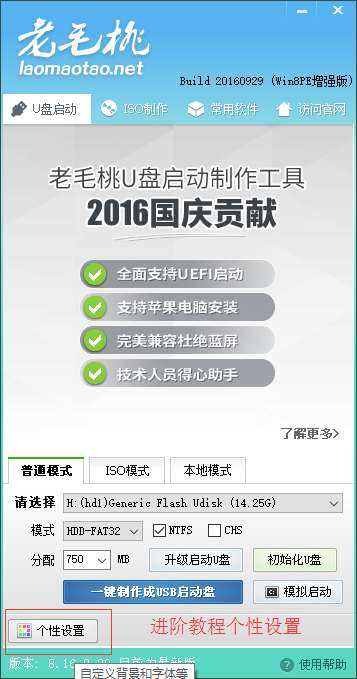 老毛桃
laomaotao.net
Build 20160929 (Win8PE增强版)
U盘启动 ISO制作 常用软件 访问官网
老毛桃U盘启动制作工具
2016国庆贡献
全面支持UEFI启动
支持苹果电脑安装
完美兼容杜绝蓝屏
技术人员得心助手
了解更多>
普通模式 ISO模式 本地模式
请选择 H:(hd1)Generic Flash Udisk (14.25G)
模式 HDD-FAT32 NTFS CHS
分配 750 MB 升级启动U盘 初始化U盘
一键制作成USB启动盘 模拟启动
个性设置 进阶教程个性设置
版本: 目前为最新版 使用帮助
自定义背景和字体等